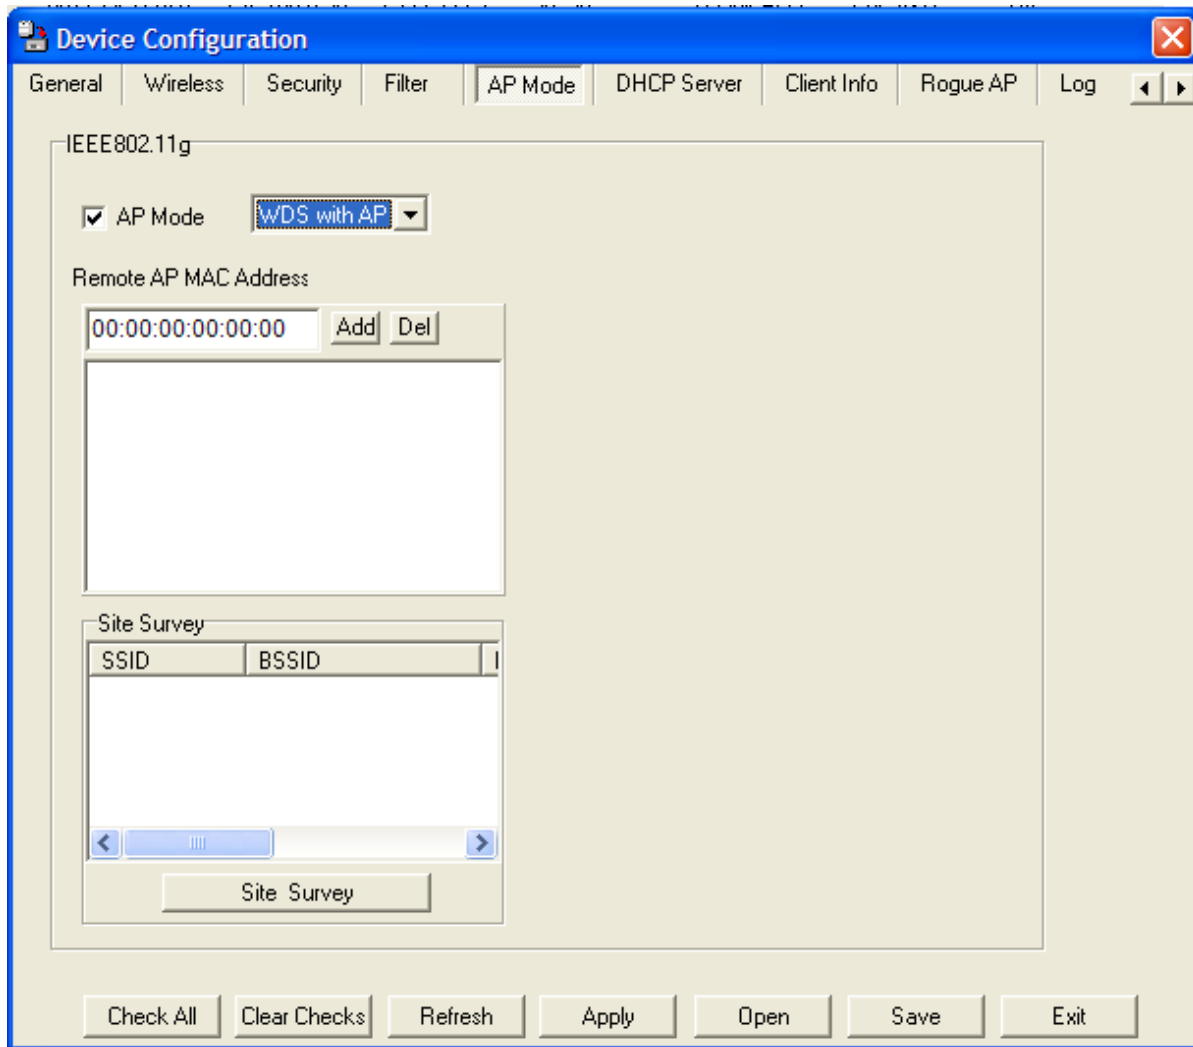 Device Configuration
General Wireless Security Filter AP Mode DHCP Server Client Info Rogue AP Log
IEEE802.11g
AP Mode WDS with AP
Remote AP MAC Address
00:00:00:00:00:00 Add Del
Site Survey
SSID BSSID
Site Survey
Check All Clear Checks Refresh Apply Open Save Exit